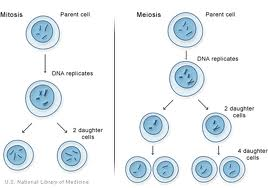 Mitosis
Parent cell
DNA replicates
2 daughter
cells
U.S. National Library of Medicine
Meiosis
Parent cell
DNA replicates
2 daughter
cells
4 daughter
cells